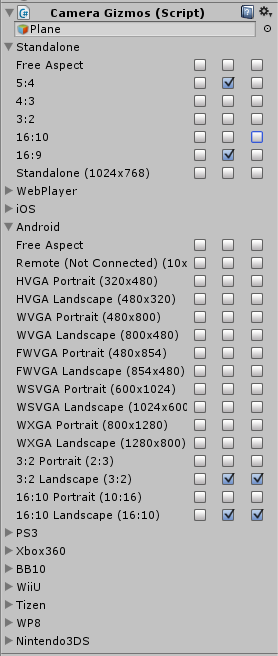 C#
Camera Gizmos (Script)
Plane
Standalone
Free Aspect
5:4
4:3
3:2
16:10
16:9
Standalone (1024x768)
WebPlayer
iOS
Android
Free Aspect
Remote (Not Connected) (10x
HVGA Portrait (320x480)
HVGA Landscape (480x320)
WVGA Portrait (480x800)
WVGA Landscape (800x480)
FWVGA Portrait (480x854)
FWVGA Landscape (854x480)
WSVGA Portrait (600x1024)
WSVGA Landscape (1024x600
WXGA Portrait (800x1280)
WXGA Landscape (1280x800)
3:2 Portrait (2:3)
3:2 Landscape (3:2)
16:10 Portrait (10:16)
16:10 Landscape (16:10)
PS3
Xbox360
BB10
WiiU
Tizen
WP8
Nintendo3DS